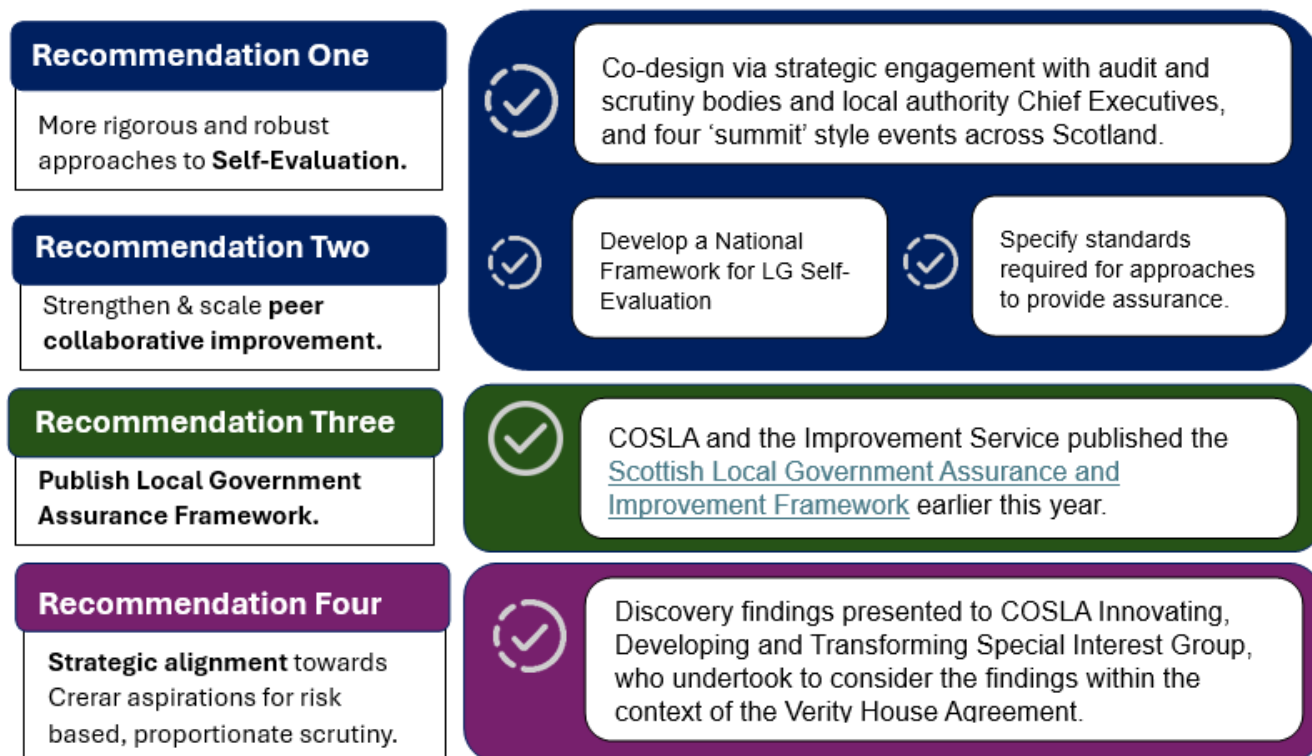 Recommendation One
More rigorous and robust
approaches to Self-Evaluation.
Recommendation Two
Strengthen & scale peer
collaborative improvement.
Co-design via strategic engagement with audit and
scrutiny bodies and local authority Chief Executives,
and four ‘summit’ style events across Scotland.
Develop a National
Framework for LG Self-
Evaluation
Specify standards
required for approaches
to provide assurance.
Recommendation Three
Publish Local Government
Assurance Framework.
COSLA and the Improvement Service published the
Scottish Local Government Assurance and
Improvement Framework earlier this year.
Recommendation Four
Strategic alignment towards
Crerar aspirations for risk
based, proportionate scrutiny.
Discovery findings presented to COSLA Innovating,
Developing and Transforming Special Interest Group,
who undertook to consider the findings within the
context of the Verity House Agreement.